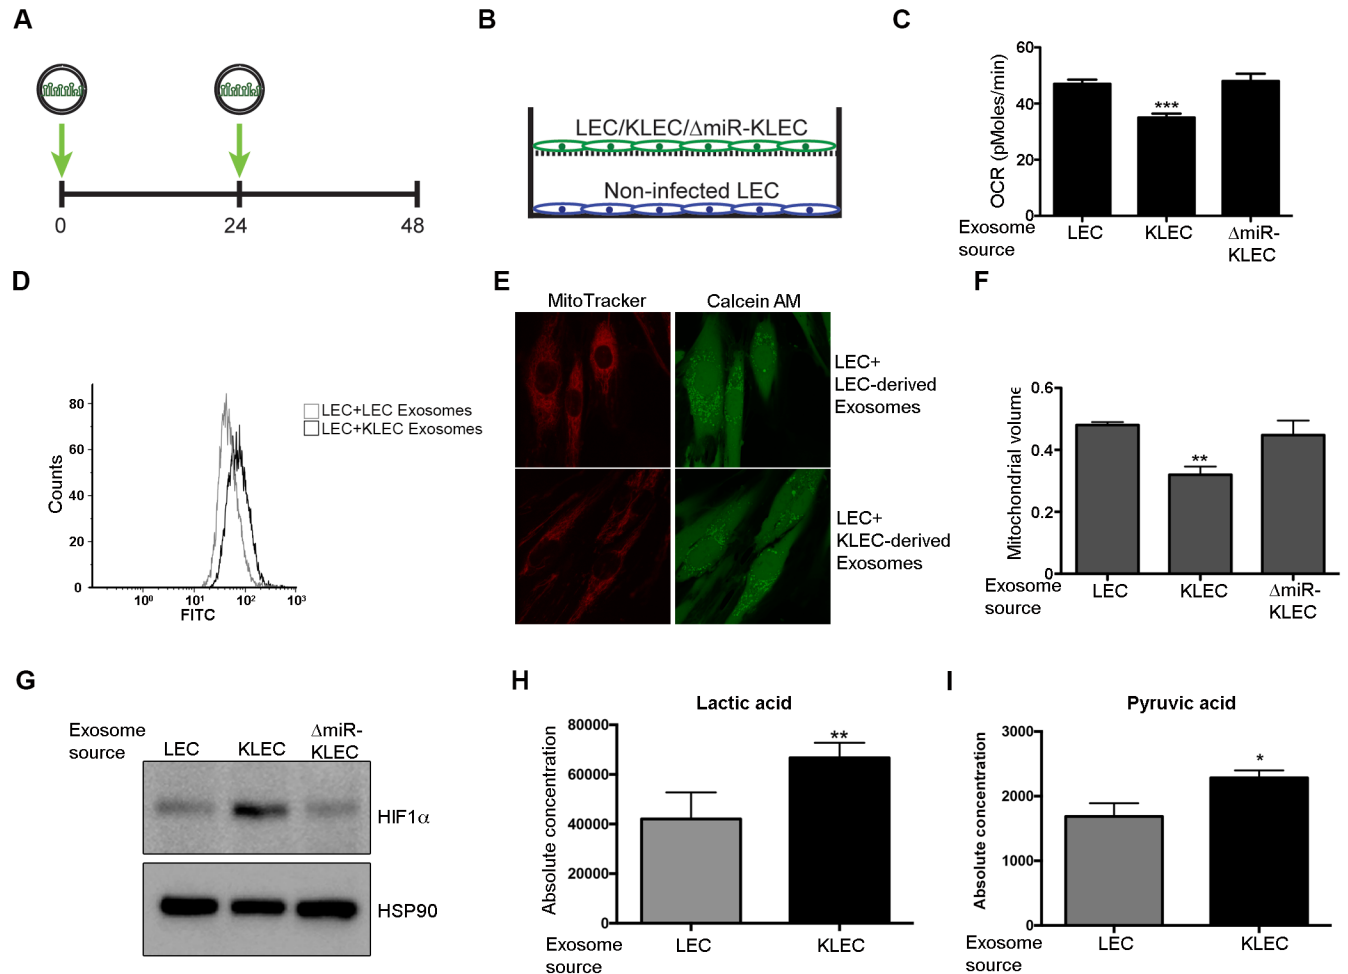 A
0
24
48
B
LEC/KLEC/ΔmiR-KLEC
Non-infected LEC
C
OCR (pMoles/min)
60
40
20
0
***
Exosome
source
LEC
KLEC
ΔmiR-
KLEC
D
Counts
80
60
40
20
0
10⁰
10¹
10²
10³
FITC
LEC+LEC Exosomes
LEC+KLEC Exosomes
E
MitoTracker
Calcein AM
LEC+
LEC-derived
Exosomes
LEC+
KLEC-derived
Exosomes
F
Mitochondrial volume
0.6
0.4
0.2
0
**
Exosome
source
LEC
KLEC
ΔmiR-
KLEC
G
Exosome
source
LEC
KLEC
ΔmiR-
KLEC
HIF1α
HSP90
H
Lactic acid
Absolute concentration
80000
60000
40000
20000
0
**
Exosome
source
LEC
KLEC
I
Pyruvic acid
Absolute concentration
3000
2000
1000
0
*
Exosome
source
LEC
KLEC